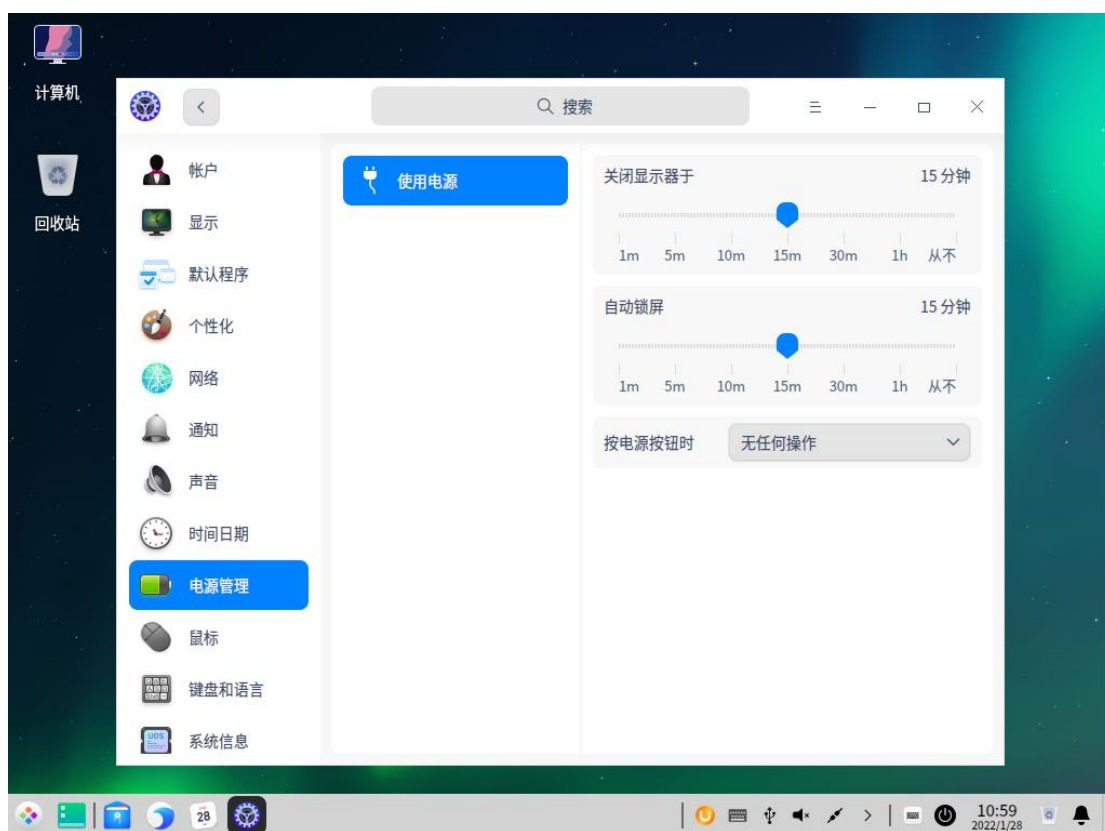 计算机
回收站
搜索
帐户
显示
默认程序
个性化
网络
通知
声音
时间日期
电源管理
鼠标
键盘和语言
UOS
系统信息
使用电源
关闭显示器于 15 分钟
1m 5m 10m 15m 30m 1h 从不
自动锁屏 15 分钟
1m 5m 10m 15m 30m 1h 从不
按电源按钮时 无任何操作
28
10:59
2022/1/28